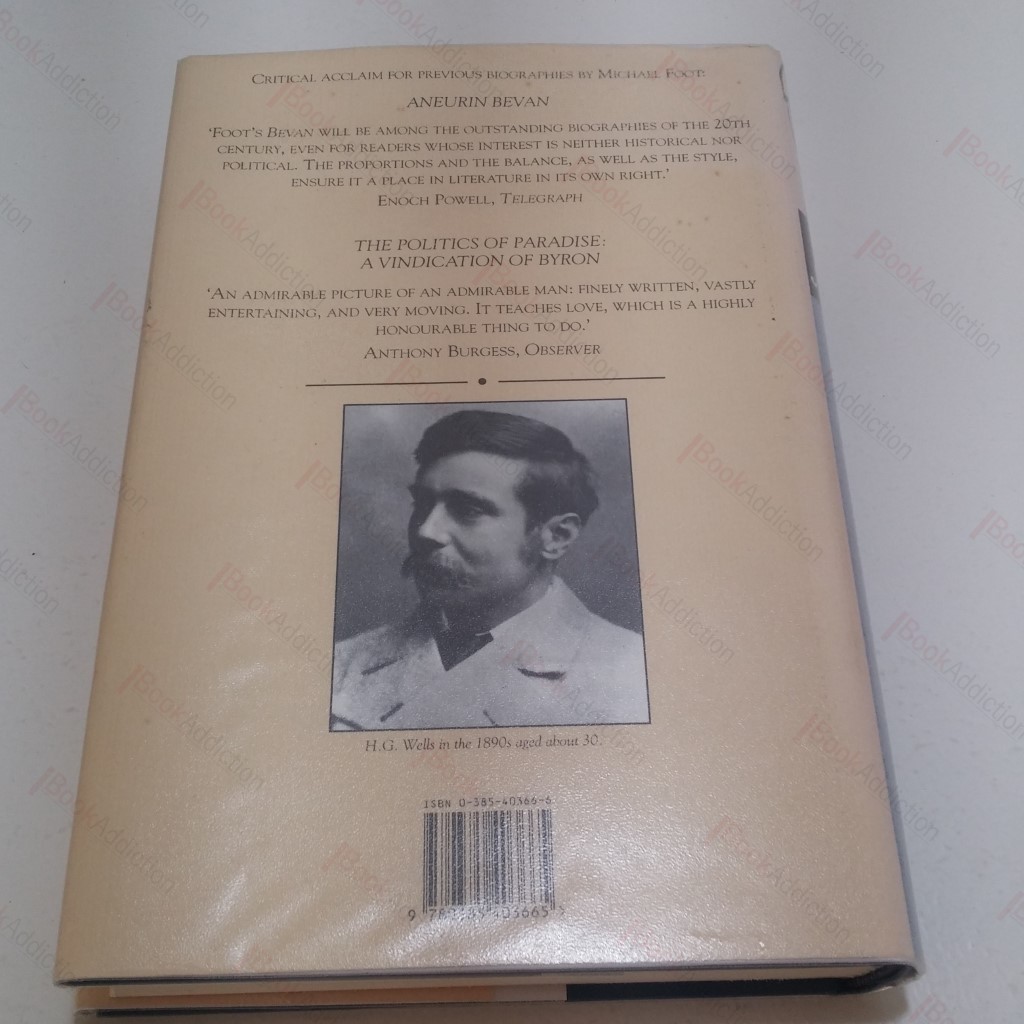 CRITICAL ACCLAIM FOR PREVIOUS BIOGRAPHIES BY MICHAEL FOOT:
ANEURIN BEVAN
‘FOOT’S BEVAN WILL BE AMONG THE OUTSTANDING BIOGRAPHIES OF THE 20TH
CENTURY, EVEN FOR READERS WHOSE INTEREST IS NEITHER HISTORICAL NOR
POLITICAL. THE PROPORTIONS AND THE BALANCE, AS WELL AS THE STYLE,
ENSURE IT A PLACE IN LITERATURE IN ITS OWN RIGHT.’
ENOCH POWELL, TELEGRAPH
THE POLITICS OF PARADISE:
A VINDICATION OF BYRON
‘AN ADMIRABLE PICTURE OF AN ADMIRABLE MAN: FINELY WRITTEN, VASTLY
ENTERTAINING, AND VERY MOVING. IT TEACHES LOVE, WHICH IS A HIGHLY
HONOURABLE THING TO DO.’
ANTHONY BURGESS, OBSERVER
H.G. Wells in the 1890s aged about 30.
ISBN 0-385-40366-6
9 780385 403665
BookAddiction